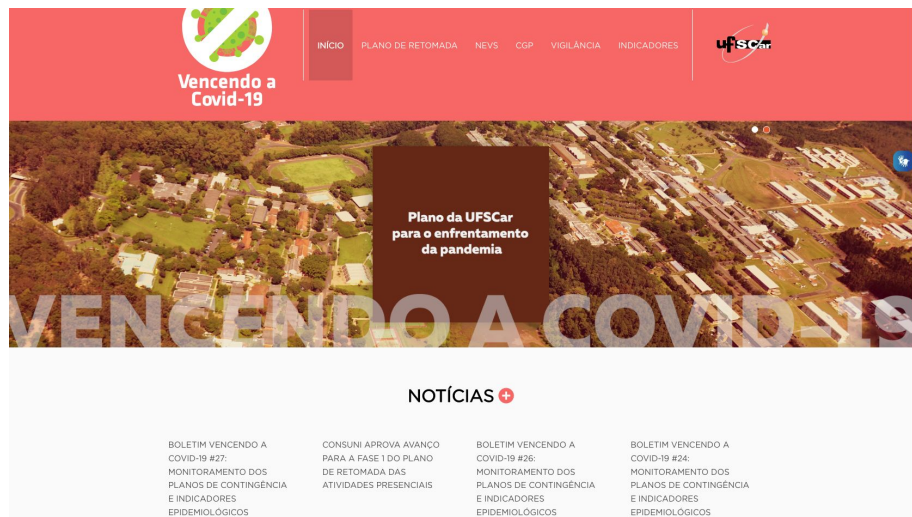 Vencendo a
Covid-19
INÍCIO PLANO DE RETOMADA NEVS CGP VIGILÂNCIA INDICADORES
ufscar
Plano da UFSCar
para o enfrentamento
da pandemia
VENCENDO A COVID-19
NOTÍCIAS
BOLETIM VENCENDO A
COVID-19 #27:
MONITORAMENTO DOS
PLANOS DE CONTINGÊNCIA
E INDICADORES
EPIDEMIOLÓGICOS
CONSUNI APROVA AVANÇO
PARA A FASE 1 DO PLANO
DE RETOMADA DAS
ATIVIDADES PRESENCIAIS
BOLETIM VENCENDO A
COVID-19 #26:
MONITORAMENTO DOS
PLANOS DE CONTINGÊNCIA
E INDICADORES
EPIDEMIOLÓGICOS
BOLETIM VENCENDO A
COVID-19 #24:
MONITORAMENTO DOS
PLANOS DE CONTINGÊNCIA
E INDICADORES
EPIDEMIOLÓGICOS